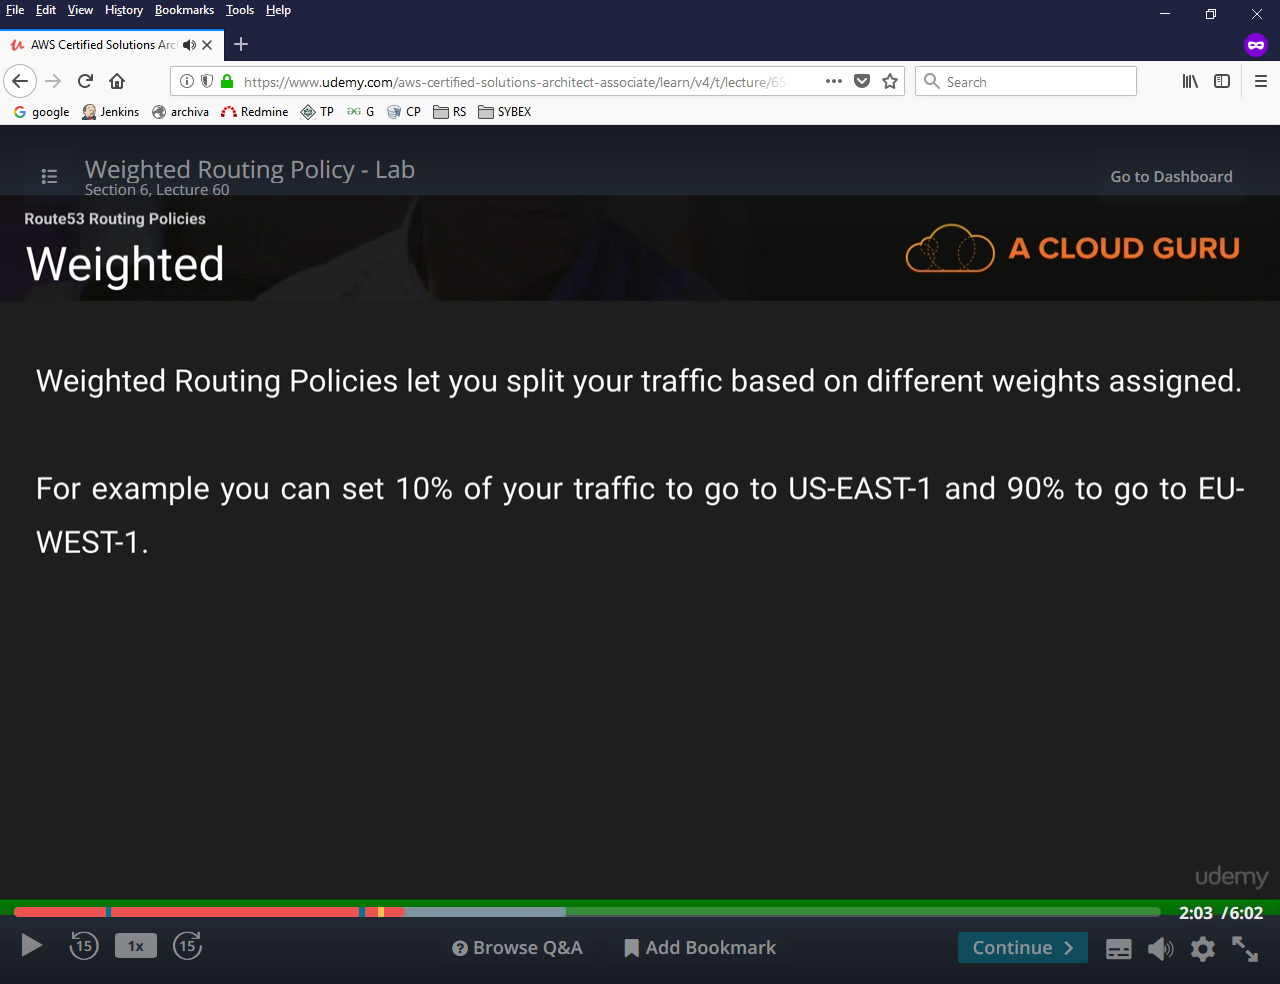 File Edit View History Bookmarks Tools Help
AWS Certified Solutions Arc
https://www.udemy.com/aws-certified-solutions-architect-associate/learn/v4/t/lecture/65
Search
google Jenkins archiva Redmine TP G CP RS SYBEX
Weighted Routing Policy - Lab
Section 6, Lecture 60
Go to Dashboard
Route53 Routing Policies
Weighted
A CLOUD GURU
Weighted Routing Policies let you split your traffic based on different weights assigned.
For example you can set 10% of your traffic to go to US-EAST-1 and 90% to go to EU-
WEST-1.
udemy
2:03 /6:02
15 1x 15 Browse Q&A Add Bookmark Continue